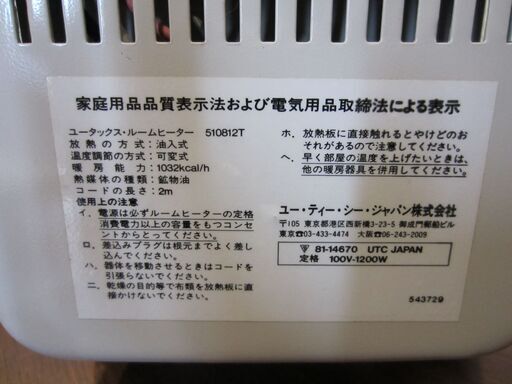 家庭用品品質表示法および電気用品取締法による表示
ユータックス・ルームヒーター 510812T
放熱の方式：油入式
温度調節の方式：可変式
暖房能力：1032kcal/h
熱媒体の種類：鉱物油
コードの長さ：2m
使用上の注意
イ. 電源は必ずルームヒーターの定格
消費電力以上の容量をもつコンセ
ントからとってください。
ロ. 差込みプラグは根元までよく差し
込んでください。
ハ. 器体を移動させるときはコードを
引張らないでください。
ニ. 乾燥の目的等で布類を放熱板に直
接かけないでください。
ホ. 放熱板に直接触れるとやけどのお
それがあるので注意してください。
ヘ. 早く部屋の温度を上げたいときは、
他の暖房器具を併用してください。
ユー・ティー・シー・ジャパン株式会社
〒105 東京都港区西新橋3-23-5 御成門郵船ビル
東京☎03-433-4474 大阪☎06-243-2009
▽ 81-14670 UTC JAPAN
定格 100V-1200W
543729